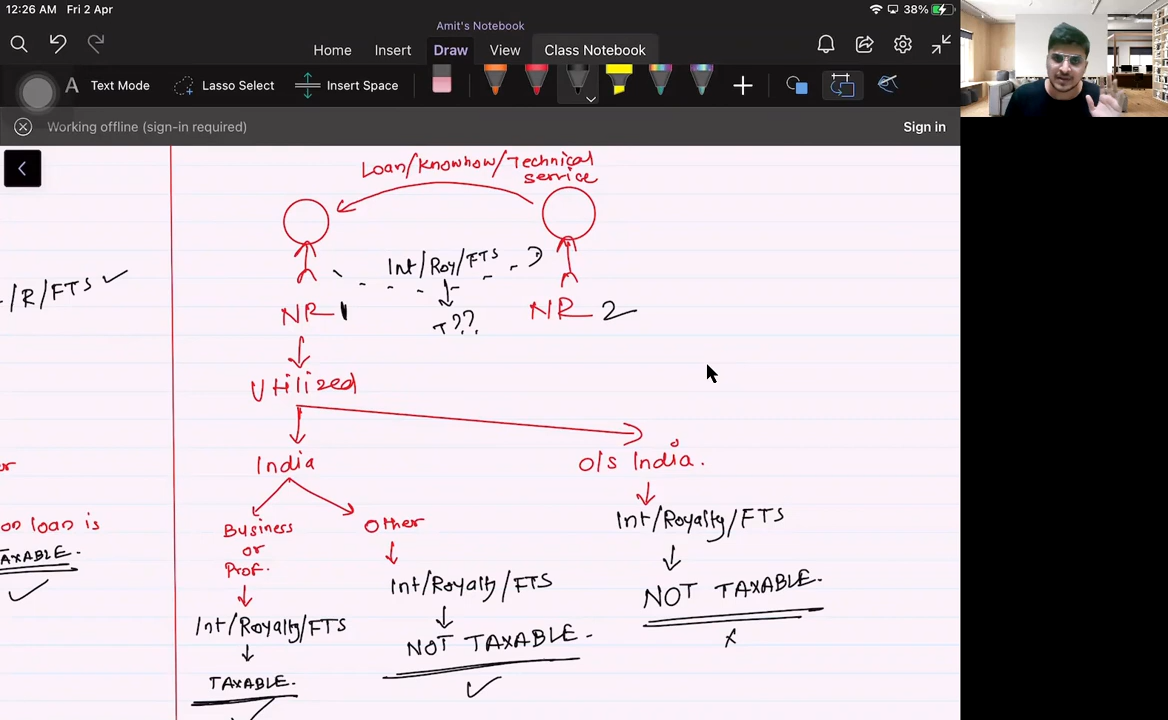 12:26 AM Fri 2 Apr
38%
Amit's Notebook
Home Insert Draw View Class Notebook
A Text Mode Lasso Select Insert Space
Working offline (sign-in required) Sign in
Loan/Knowhow/Technical
service
Int/Roy/FTS
/R/FTS
NR 1
T??
NR 2
Utilized
India
O/s India.
Business
or
Prof.
Other
Int/Royalty/FTS
NOT TAXABLE.
Int/Royalty/FTS
NOT TAXABLE.
Int/Royalty/FTS
TAXABLE.
on loan is
TAXABLE.